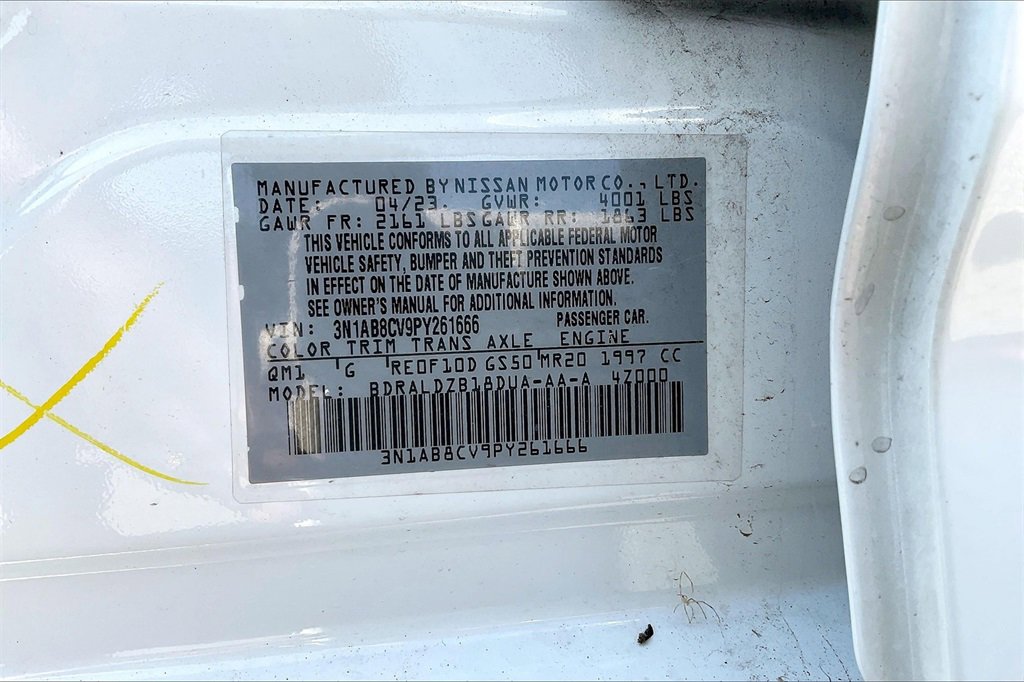 MANUFACTURED BY NISSAN MOTOR CO., LTD.
DATE: 04/23. GVWR: 4001 LBS
GAWR FR: 2161 LBS GAWR RR: 1863 LBS
THIS VEHICLE CONFORMS TO ALL APPLICABLE FEDERAL MOTOR
VEHICLE SAFETY, BUMPER AND THEFT PREVENTION STANDARDS
IN EFFECT ON THE DATE OF MANUFACTURE SHOWN ABOVE.
SEE OWNER'S MANUAL FOR ADDITIONAL INFORMATION.
VIN: 3N1AB8CV9PY261666 PASSENGER CAR.
COLOR TRIM TRANS AXLE ENGINE
QM1 G RE0F10D GS50 MR20 1997 CC
MODEL: BDRALDZB18DUA-AA-A 4Z000
3N1AB8CV9PY261666